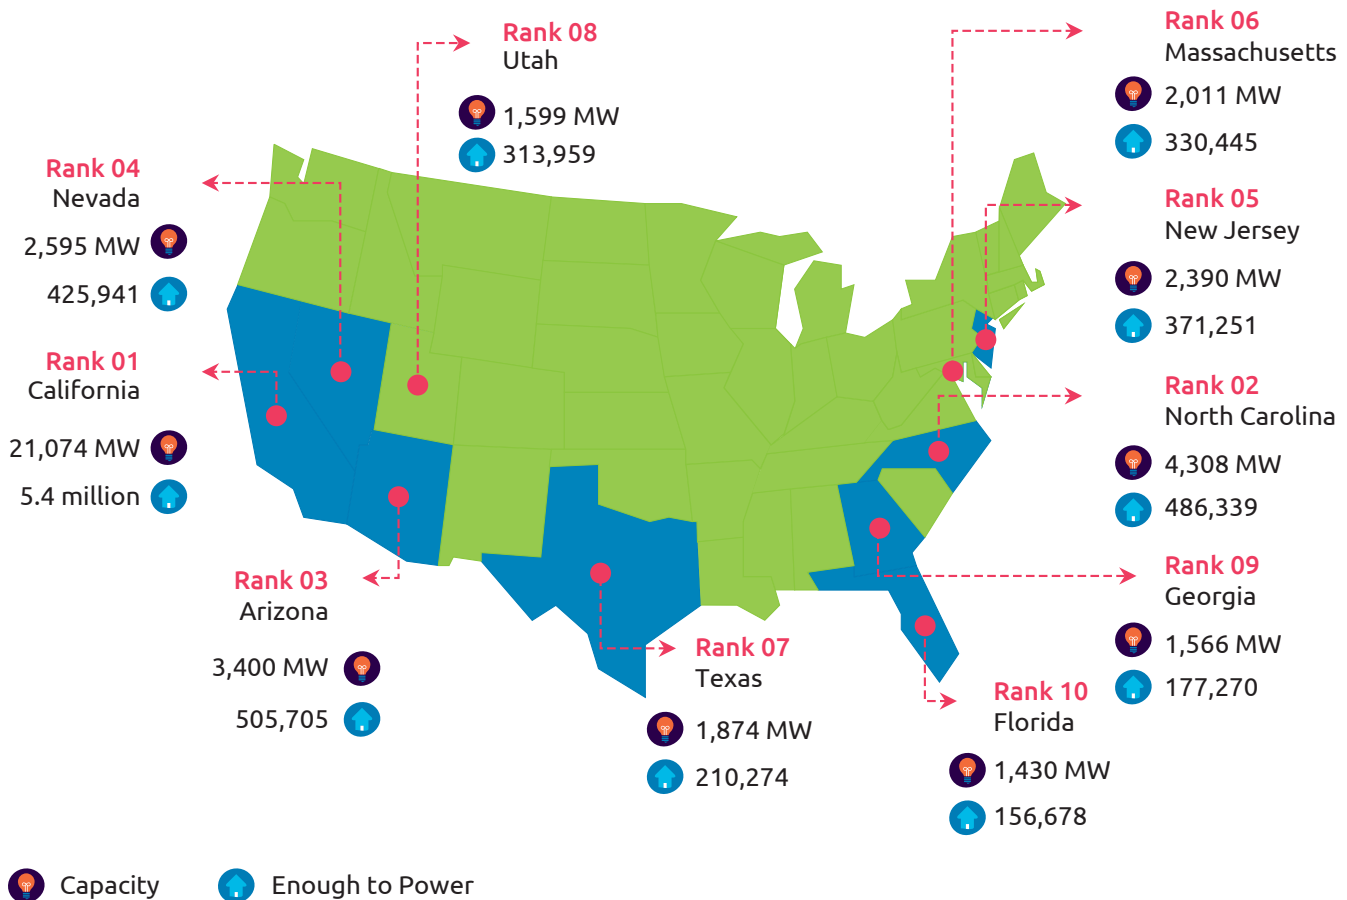 Rank 08
Utah
1,599 MW
313,959
Rank 06
Massachusetts
2,011 MW
330,445
Rank 04
Nevada
2,595 MW
425,941
Rank 05
New Jersey
2,390 MW
371,251
Rank 01
California
21,074 MW
5.4 million
Rank 02
North Carolina
4,308 MW
486,339
Rank 03
Arizona
3,400 MW
505,705
Rank 09
Georgia
1,566 MW
177,270
Rank 07
Texas
1,874 MW
210,274
Rank 10
Florida
1,430 MW
156,678
Capacity
Enough to Power